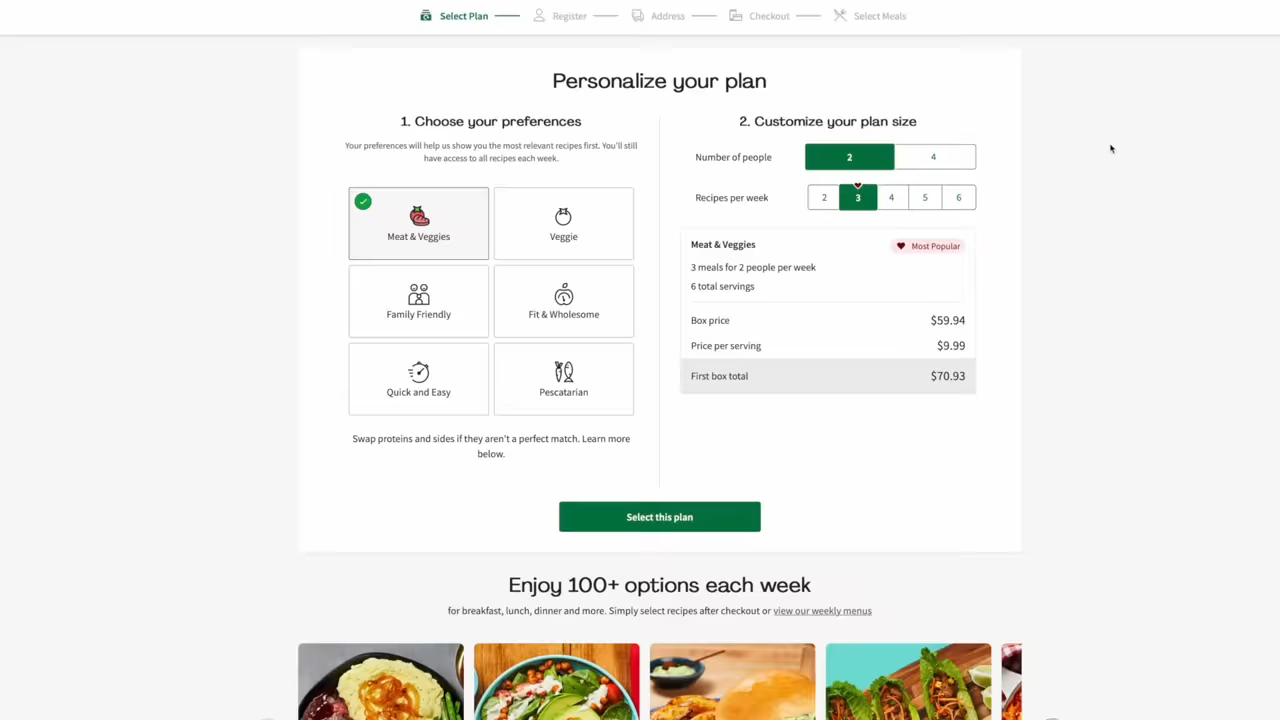 Select Plan
Register
Address
Checkout
Select Meals
Personalize your plan
1. Choose your preferences
Your preferences will help us show you the most relevant recipes first. You'll still
have access to all recipes each week.
Meat & Veggies
Veggie
Family Friendly
Fit & Wholesome
Quick and Easy
Pescatarian
Swap proteins and sides if they aren't a perfect match. Learn more
below.
2. Customize your plan size
Number of people
2
4
Recipes per week
2
3
4
5
6
Meat & Veggies
Most Popular
3 meals for 2 people per week
6 total servings
Box price
$59.94
Price per serving
$9.99
First box total
$70.93
Select this plan
Enjoy 100+ options each week
for breakfast, lunch, dinner and more. Simply select recipes after checkout or view our weekly menus